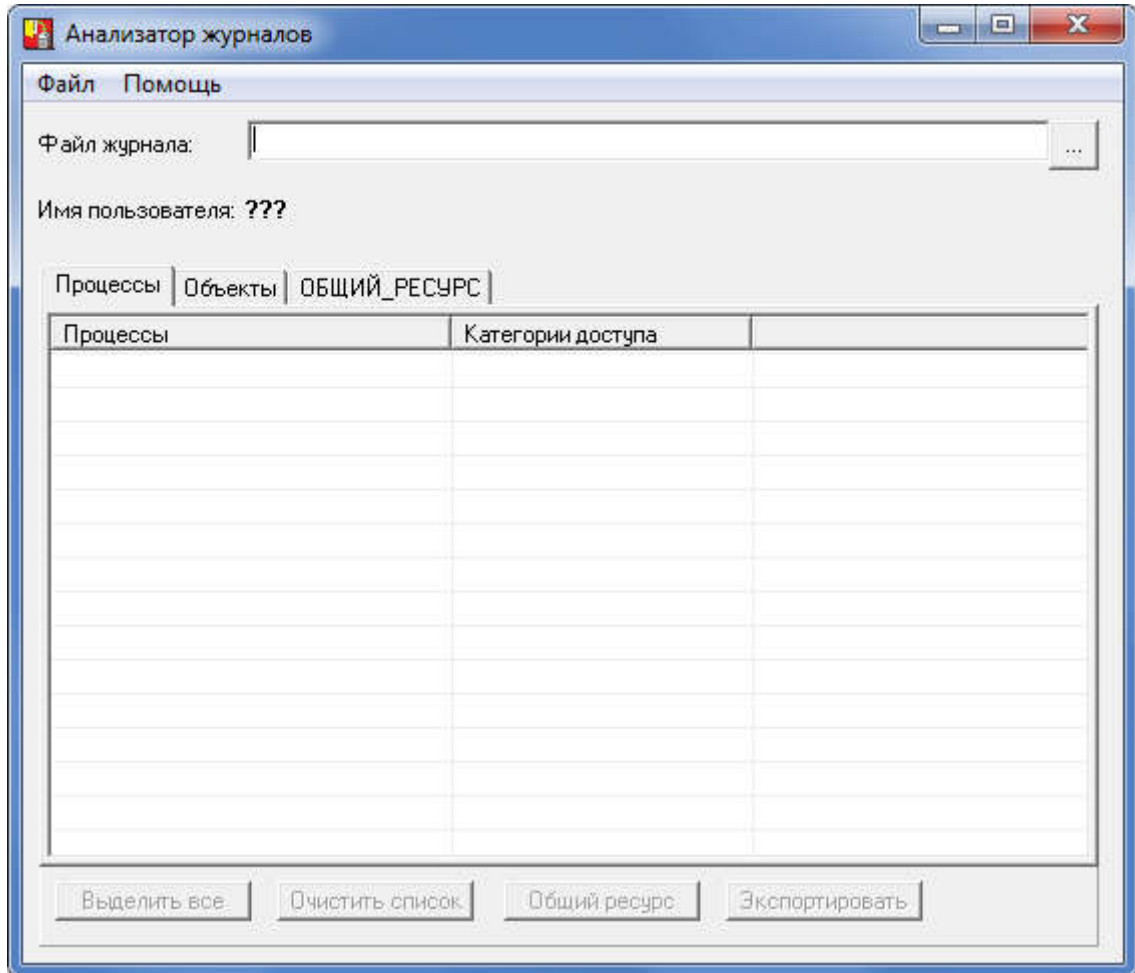 Анализатор журналов
Файл Помощь
Файл журнала: ...
Имя пользователя: ???
Процессы Объекты ОБЩИЙ_РЕСУРС
Процессы Категории доступа
Выделить все Очистить список Общий ресурс Экспортировать